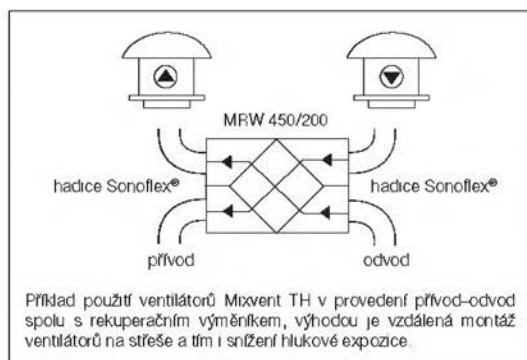 MRW 450/200
hadice Sonoflex® hadice Sonoflex®
přívod odvod
Příklad použití ventilátorů Mixvent TH v provedení přívod–odvod
spolu s rekuperačním výměníkem, výhodou je vzdálená montáž
ventilátorů na střeše a tím i snížení hlukové expozice.